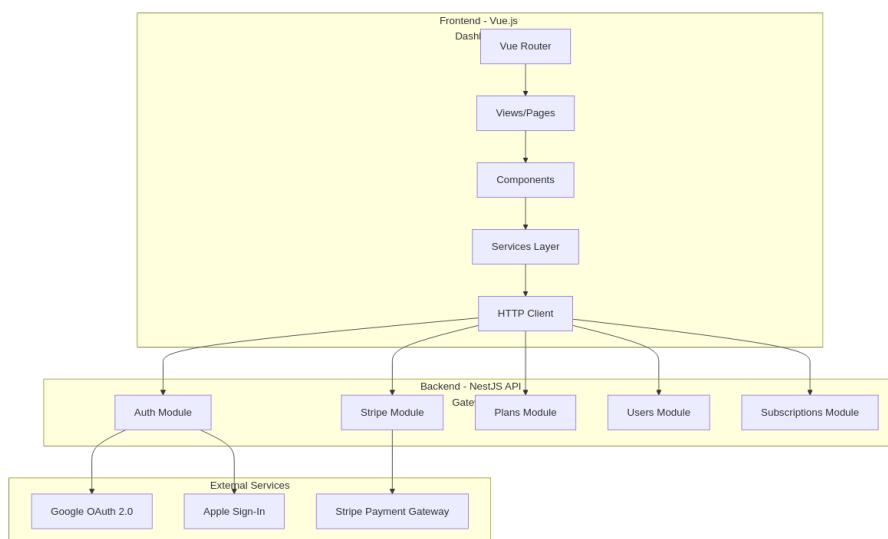 Frontend - Vue.js
Vue Router
Views/Pages
Components
Services Layer
HTTP Client
Backend - NestJS API
Auth Module
Stripe Module
Plans Module
Users Module
Subscriptions Module
External Services
Google OAuth 2.0
Apple Sign-In
Stripe Payment Gateway